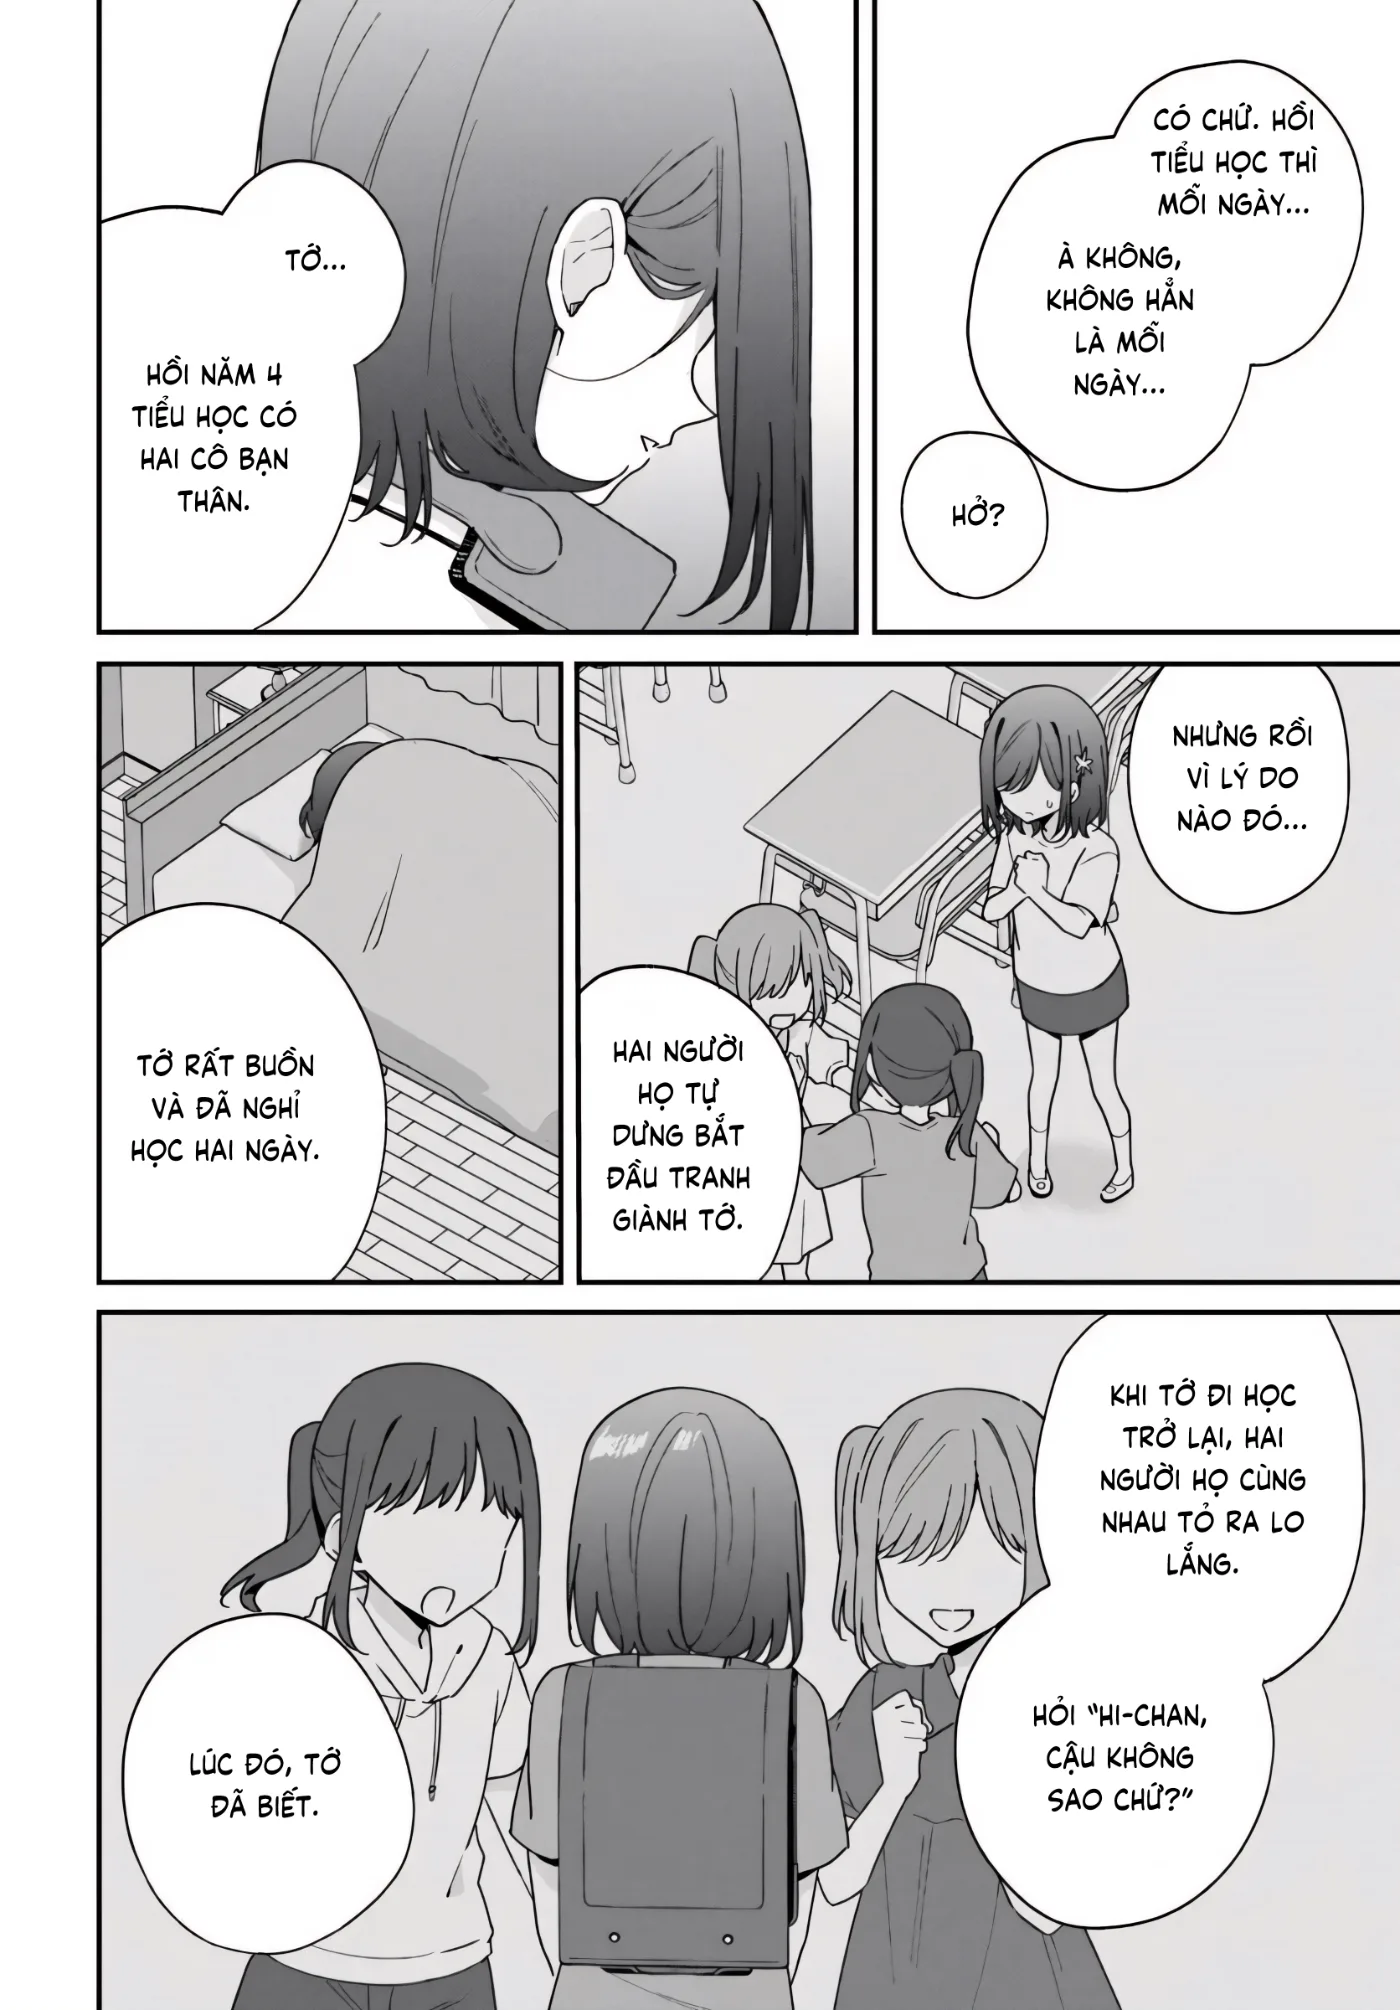 CÓ CHỨ. HỒI
TIỂU HỌC THÌ
MỖI NGÀY...
À KHÔNG,
KHÔNG HẲN
LÀ MỖI
NGÀY...
HỞ?
TỚ...
HỒI NĂM 4
TIỂU HỌC CÓ
HAI CÔ BẠN
THÂN.
NHƯNG RỒI
VÌ LÝ DO
NÀO ĐÓ...
HAI NGƯỜI
HỌ TỰ
DƯNG BẮT
ĐẦU TRANH
GIÀNH TỚ.
TỚ RẤT BUỒN
VÀ ĐÃ NGHỈ
HỌC HAI NGÀY.
KHI TỚ ĐI HỌC
TRỞ LẠI, HAI
NGƯỜI HỌ CÙNG
NHAU TỎ RA LO
LẮNG.
HỎI "HI-CHAN,
CẬU KHÔNG
SAO CHỨ?"
LÚC ĐÓ, TỚ
ĐÃ BIẾT.